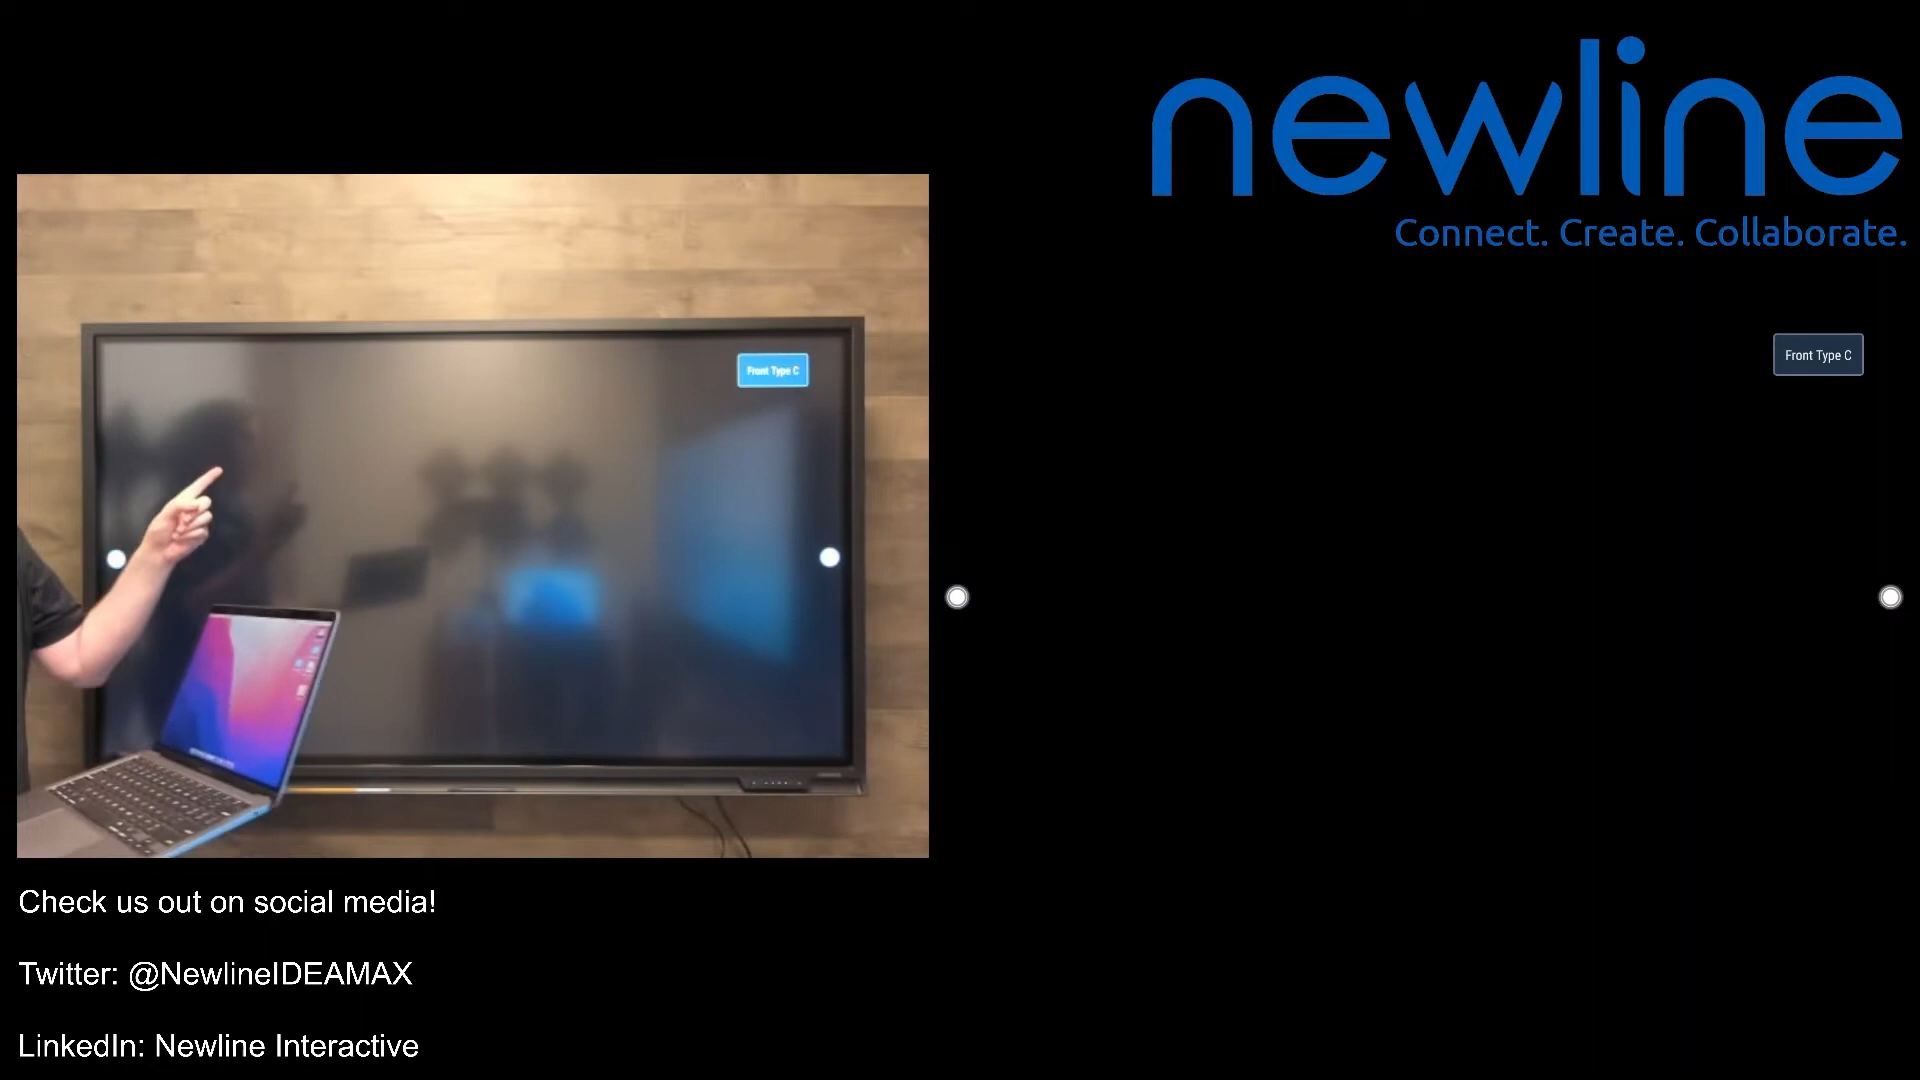 newline
Connect. Create. Collaborate.
Front Type C
Front Type C
Check us out on social media!
Twitter: @NewlineIDEAMAX
LinkedIn: Newline Interactive